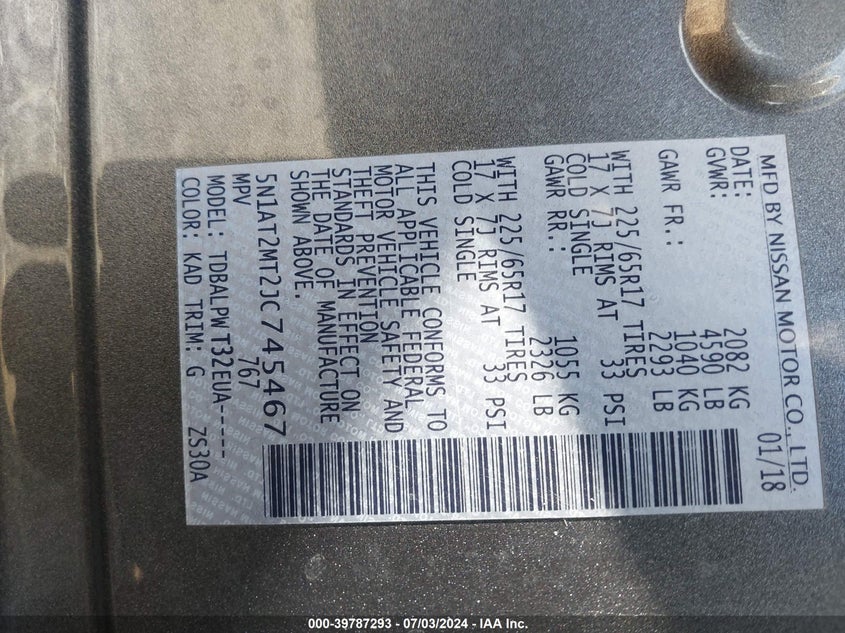 MFD BY NISSAN MOTOR CO., LTD.
DATE: 01/18
GVWR: 2082 KG
4590 LB
GAWR FR.: 1040 KG
2293 LB
WITH 225/65R17 TIRES
17 X 7J RIMS AT 33 PSI
COLD SINGLE
GAWR RR.: 1055 KG
2326 LB
WITH 225/65R17 TIRES
17 X 7J RIMS AT 33 PSI
COLD SINGLE
THIS VEHICLE CONFORMS TO
ALL APPLICABLE FEDERAL
MOTOR VEHICLE SAFETY AND
THEFT PREVENTION
STANDARDS IN EFFECT ON
THE DATE OF MANUFACTURE
SHOWN ABOVE.
5N1AT2MT2JC745467
MPV 767
MODEL: TDBALPWT32EUA-----
COLOR: KAD TRIM: G ZS30A
000-39787293 - 07/03/2024 - IAA Inc.